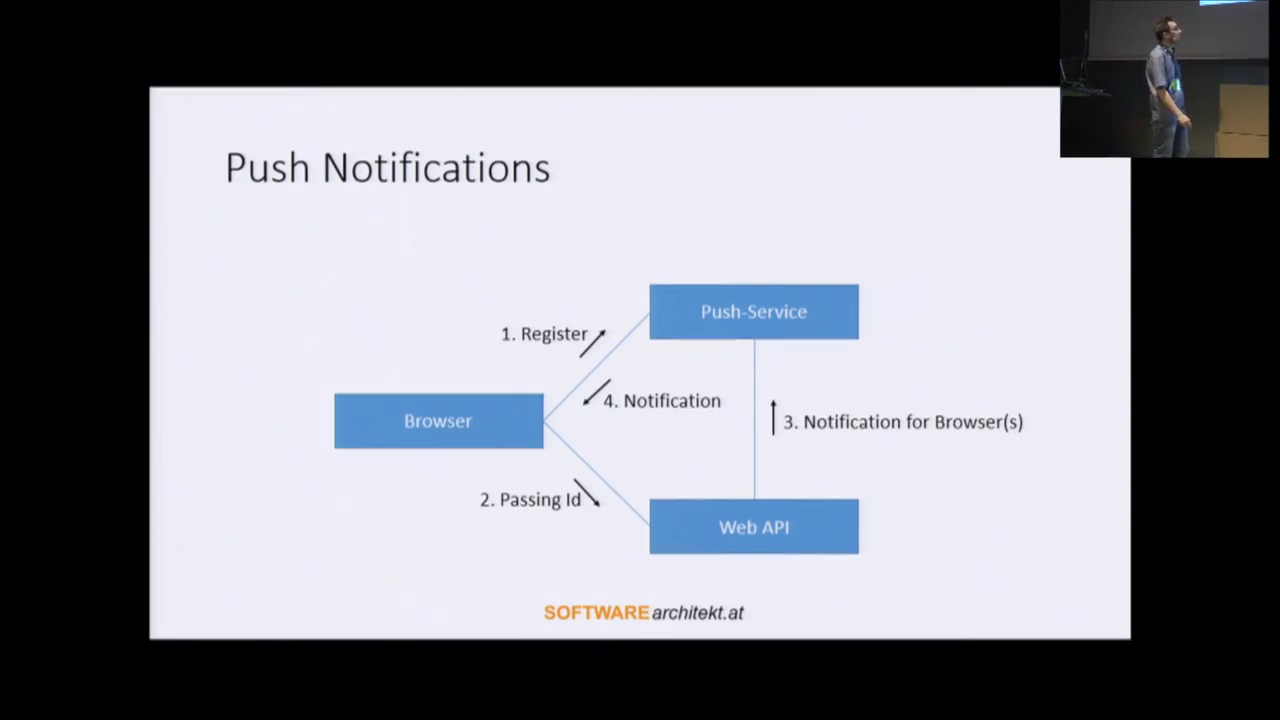 Push Notifications
Push-Service
1. Register
4. Notification
Browser
3. Notification for Browser(s)
2. Passing Id
Web API
SOFTWAREarchitekt.at